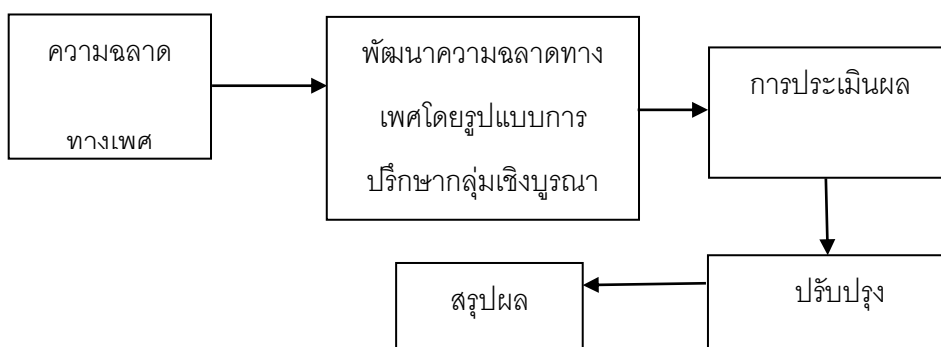 ความฉลาด
ทางเพศ
พัฒนาความฉลาดทาง
เพศโดยรูปแบบการ
ปรึกษากลุ่มเชิงบูรณา
การประเมินผล
ปรับปรุง
สรุปผล